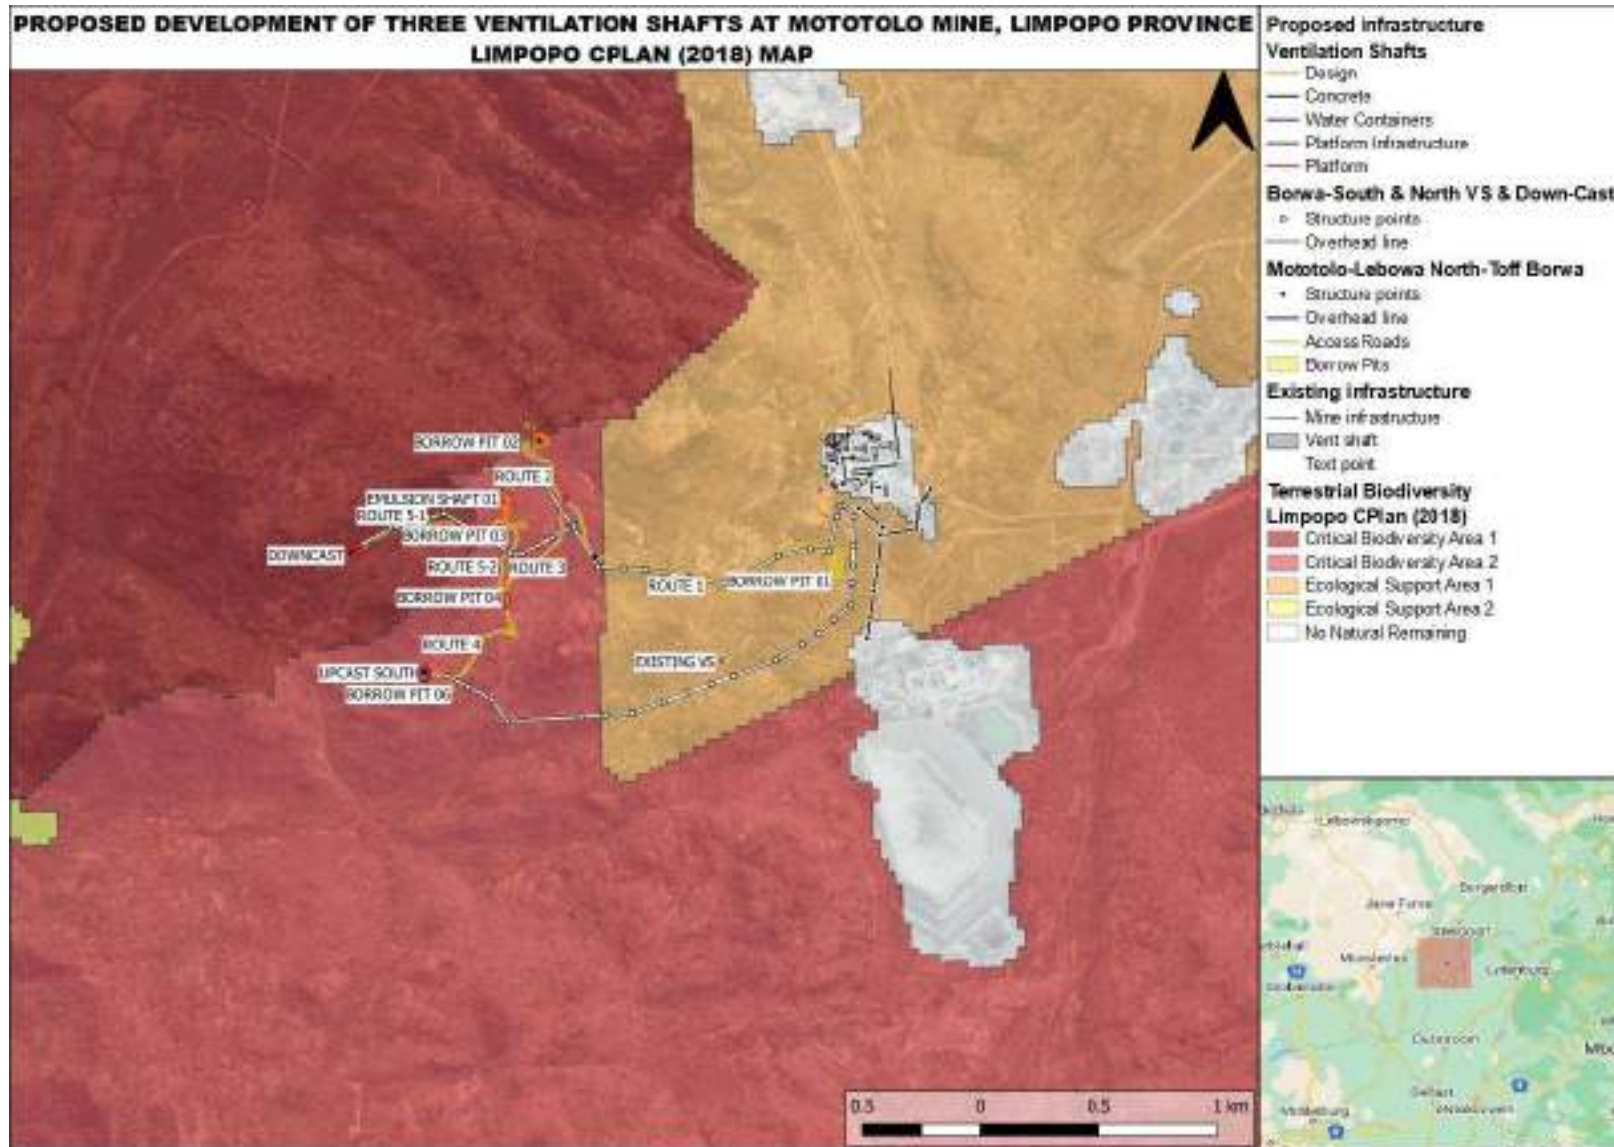 PROPOSED DEVELOPMENT OF THREE VENTILATION SHAFTS AT MOTOTOLO MINE, LIMPOPO PROVINCE
LIMPOPO CPLAN (2018) MAP
BORROW PIT 02
ROUTE 2
EMULSION SHAFT 01
ROUTE 5-1
BORROW PIT 03
DOWNCAST
ROUTE 5-2
ROUTE 3
BORROW PIT 04
ROUTE 1
BORROW PIT 01
ROUTE 4
EXISTING VS
UPCAST SOUTH
BORROW PIT 06
0.5 0 0.5 1 km
Proposed infrastructure
Ventilation Shafts
Design
Concrete
Water Containers
Platform Infrastructure
Platform
Borwa-South & North VS & Down-Cast
Structure points
Overhead line
Mototolo-Lebowa North-Toff Borwa
Structure points
Overhead line
Access Roads
Borrow Pits
Existing infrastructure
Mine infrastructure
Vent shaft
Text point
Terrestrial Biodiversity
Limpopo CPlan (2018)
Critical Biodiversity Area 1
Critical Biodiversity Area 2
Ecological Support Area 1
Ecological Support Area 2
No Natural Remaining
Jane Furse
Dullstroom
Belfast
Middelburg